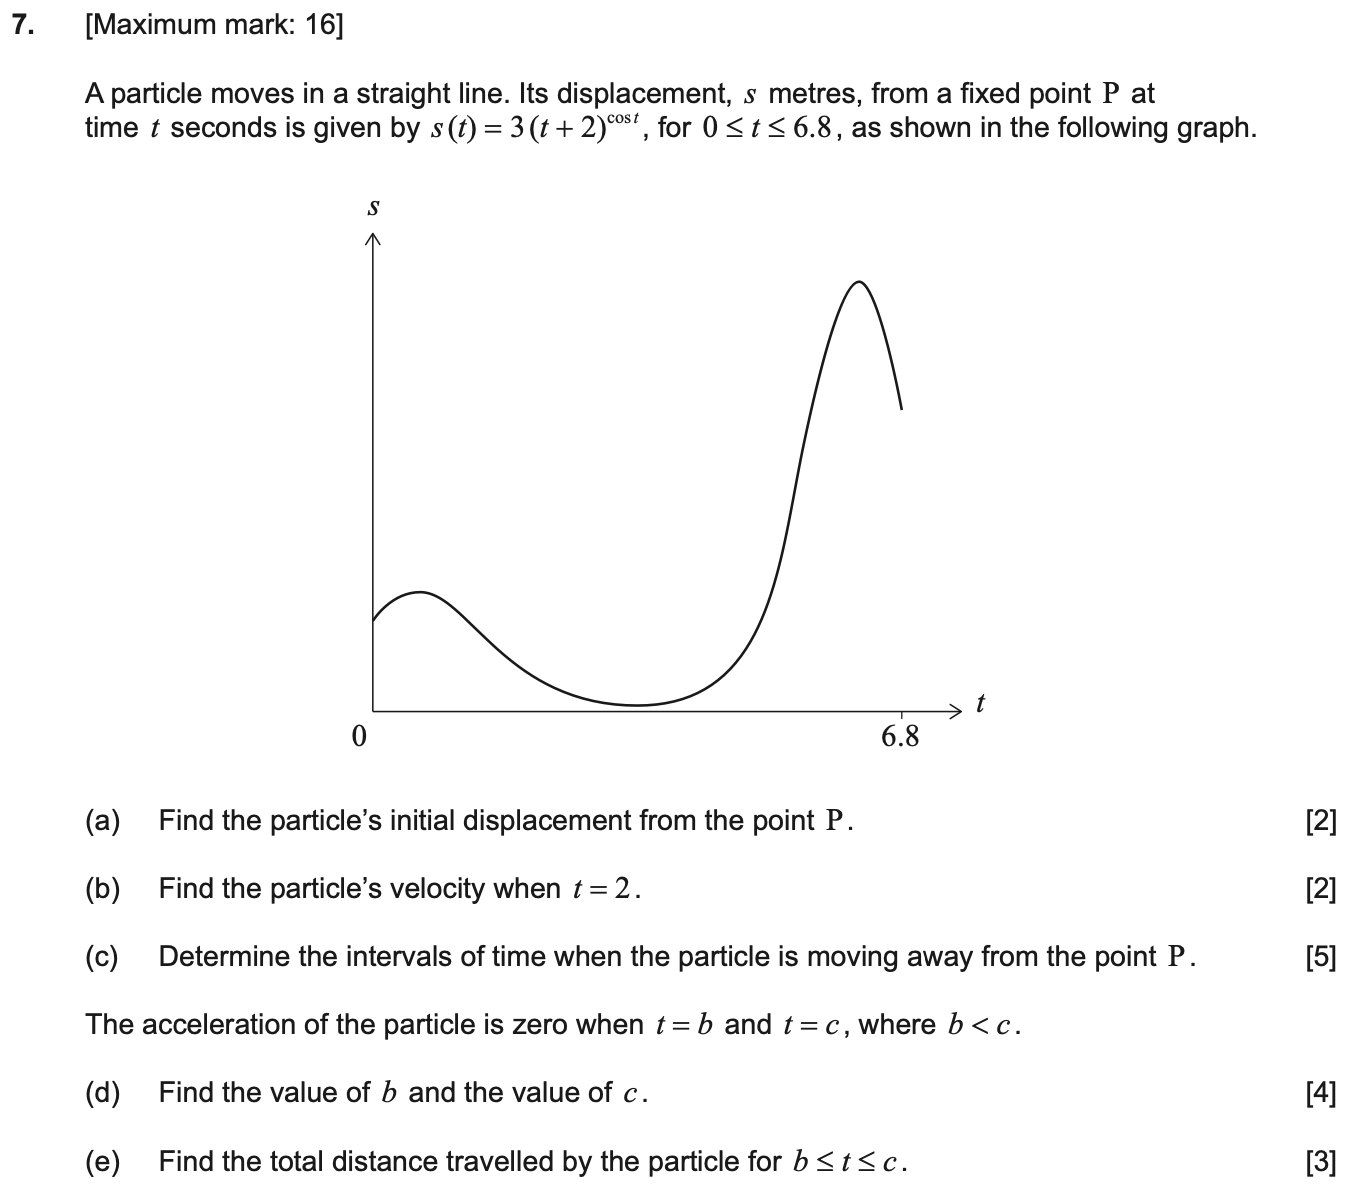 7. [Maximum mark: 16]
A particle moves in a straight line. Its displacement, s metres, from a fixed point P at
time t seconds is given by s(t) = 3(t + 2)^cos t, for 0 ≤ t ≤ 6.8, as shown in the following graph.
s
t
0 6.8
(a) Find the particle’s initial displacement from the point P. [2]
(b) Find the particle’s velocity when t = 2. [2]
(c) Determine the intervals of time when the particle is moving away from the point P. [5]
The acceleration of the particle is zero when t = b and t = c, where b < c.
(d) Find the value of b and the value of c. [4]
(e) Find the total distance travelled by the particle for b ≤ t ≤ c. [3]